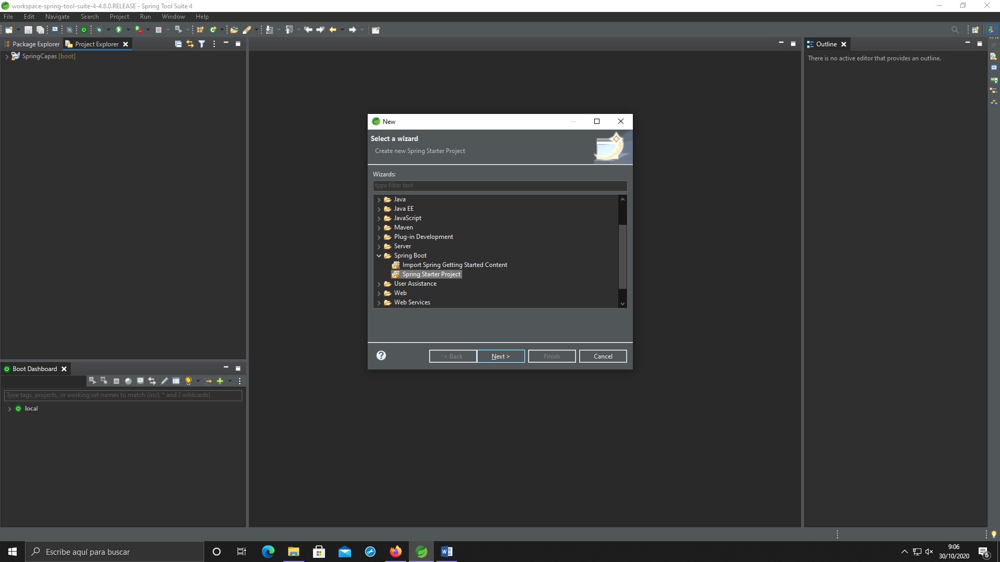 workspace-spring-tool-suite-4-4.8.0.RELEASE - Spring Tool Suite 4
File Edit Navigate Search Project Run Window Help
Package Explorer Project Explorer
SpringCapas [boot]
Outline
There is no active editor that provides an outline.
New
Select a wizard
Create new Spring Starter Project
Wizards:
type filter text
Java
Java EE
JavaScript
Maven
Plug-in Development
Server
Spring Boot
Import Spring Getting Started Content
Spring Starter Project
User Assistance
Web
Web Services
< Back Next > Finish Cancel
Boot Dashboard
Type tags, projects, or working set names to match (incl. * and ? wildcards)
local
Escribe aquí para buscar
9:06
30/10/2020
6